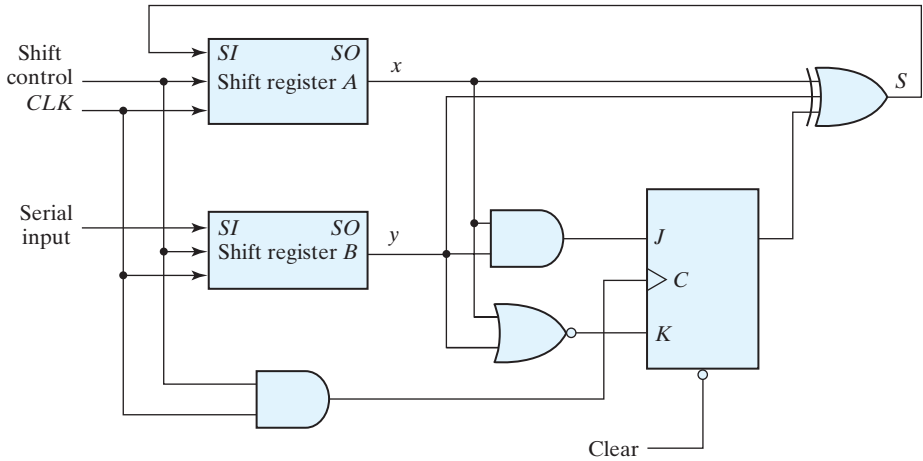 Shift
control
CLK
SI SO
Shift register A
x
S
Serial
input
SI SO
Shift register B
y
J
C
K
Clear